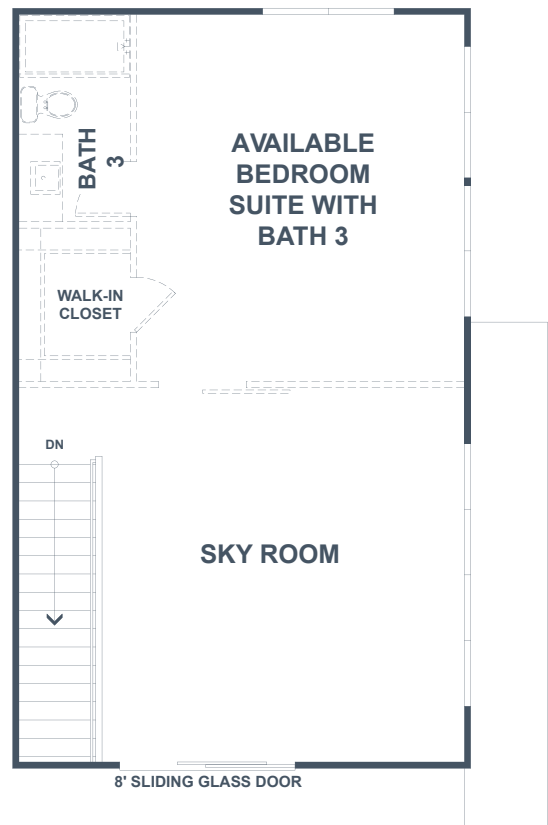 AVAILABLE
BEDROOM
SUITE WITH
BATH 3
BATH
3
WALK-IN
CLOSET
DN
SKY ROOM
8' SLIDING GLASS DOOR